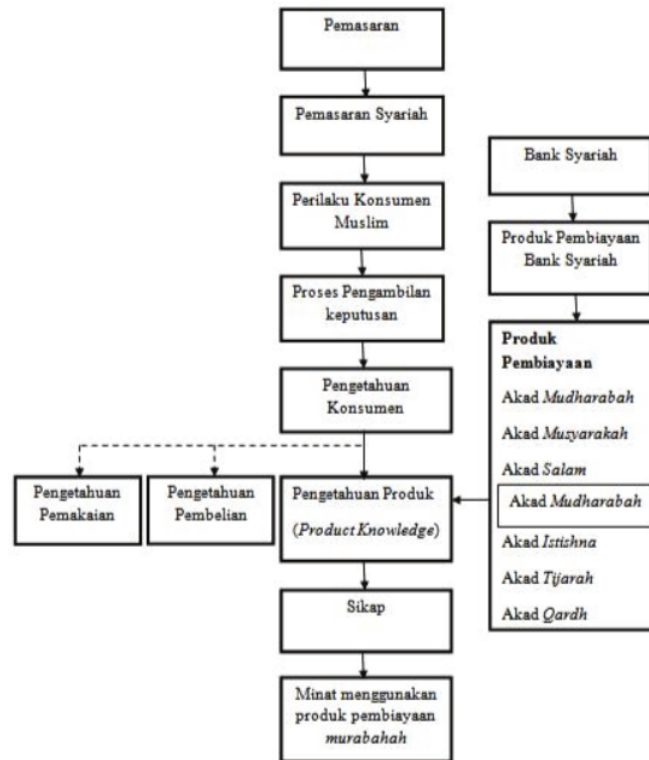 Pemasaran
Pemasaran Syariah
Perilaku Konsumen
Muslim
Proses Pengambilan
keputusan
Pengetahuan
Konsumen
Pengetahuan
Pemakaian
Pengetahuan
Pembelian
Pengetahuan Produk
(Product Knowledge)
Sikap
Minat menggunakan
produk pembiayaan
murabahah
Bank Syariah
Produk Pembiayaan
Bank Syariah
Produk
Pembiayaan
Akad Mudharabah
Akad Musyarakah
Akad Salam
Akad Mudharabah
Akad Istishna
Akad Tijarah
Akad Qardh